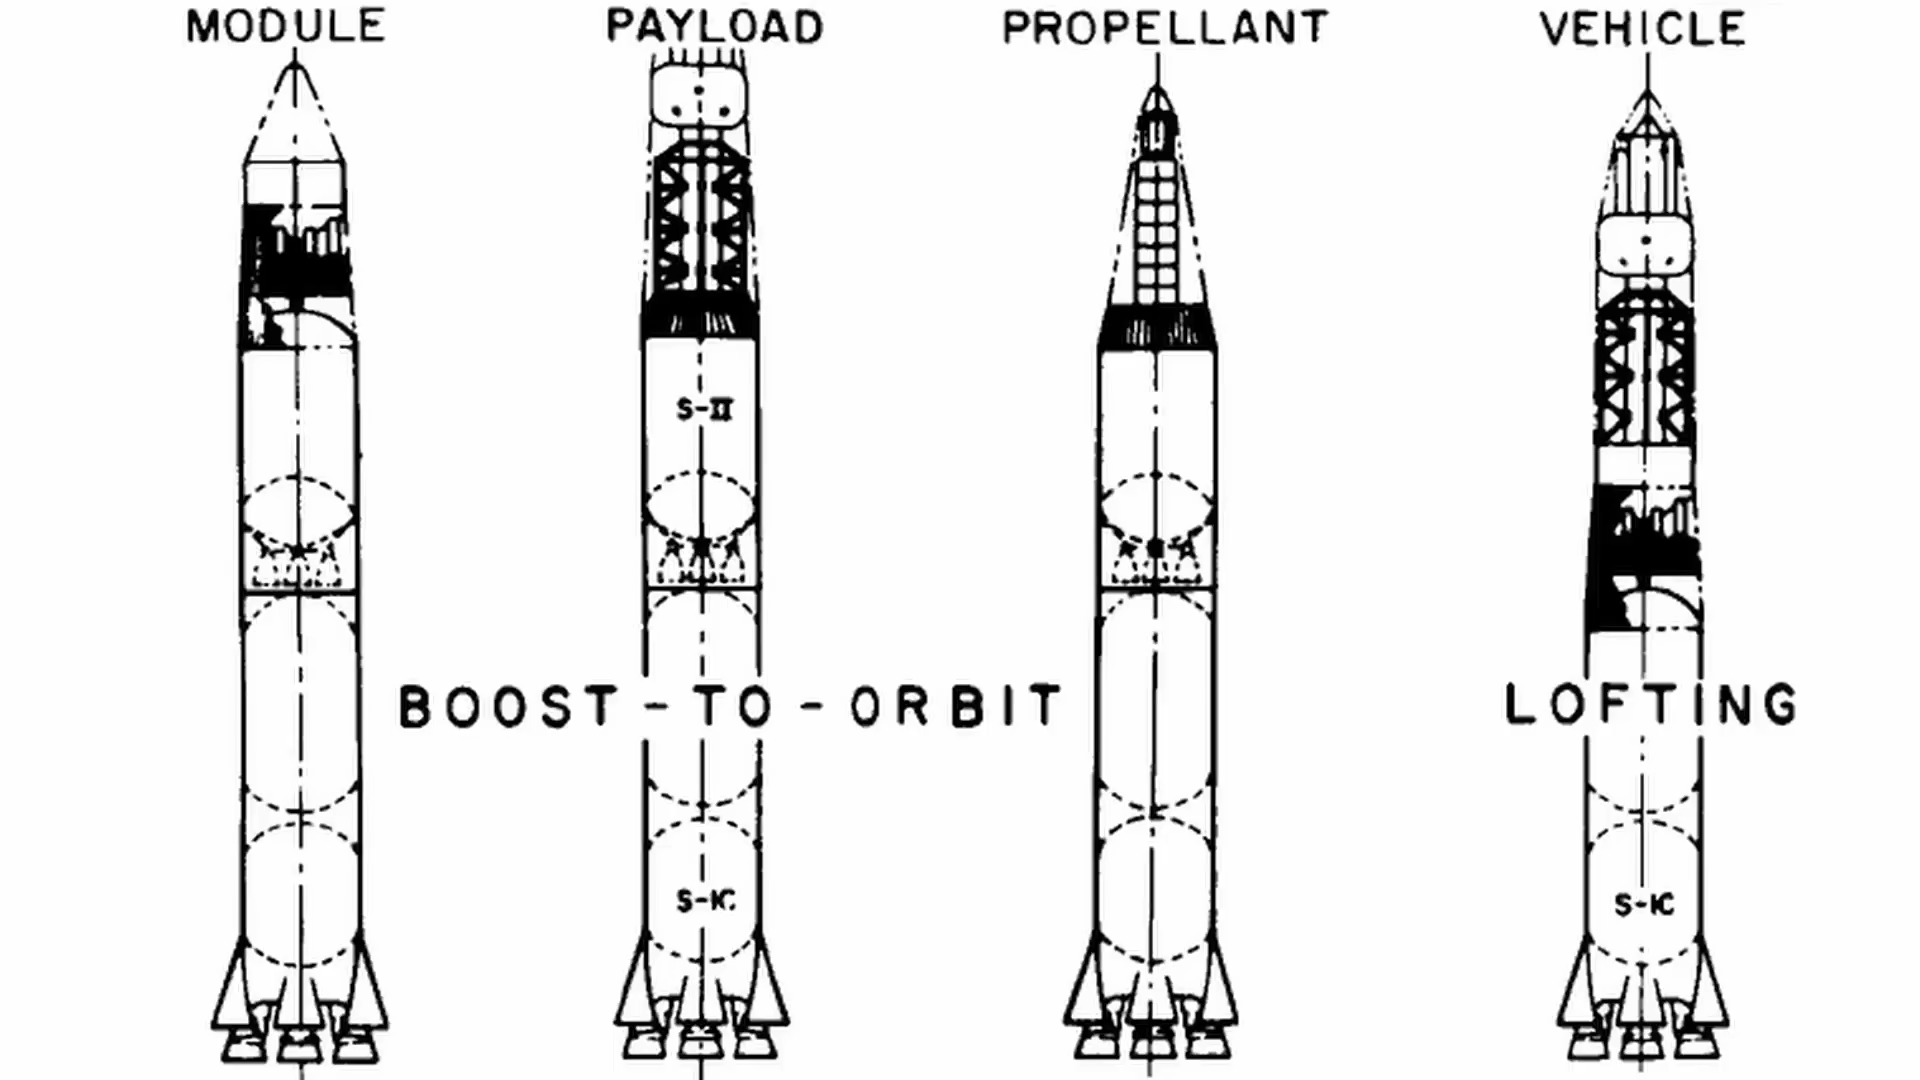 MODULE PAYLOAD PROPELLANT VEHICLE
S-II
BOOST-TO-ORBIT LOFTING
S-IC S-IC